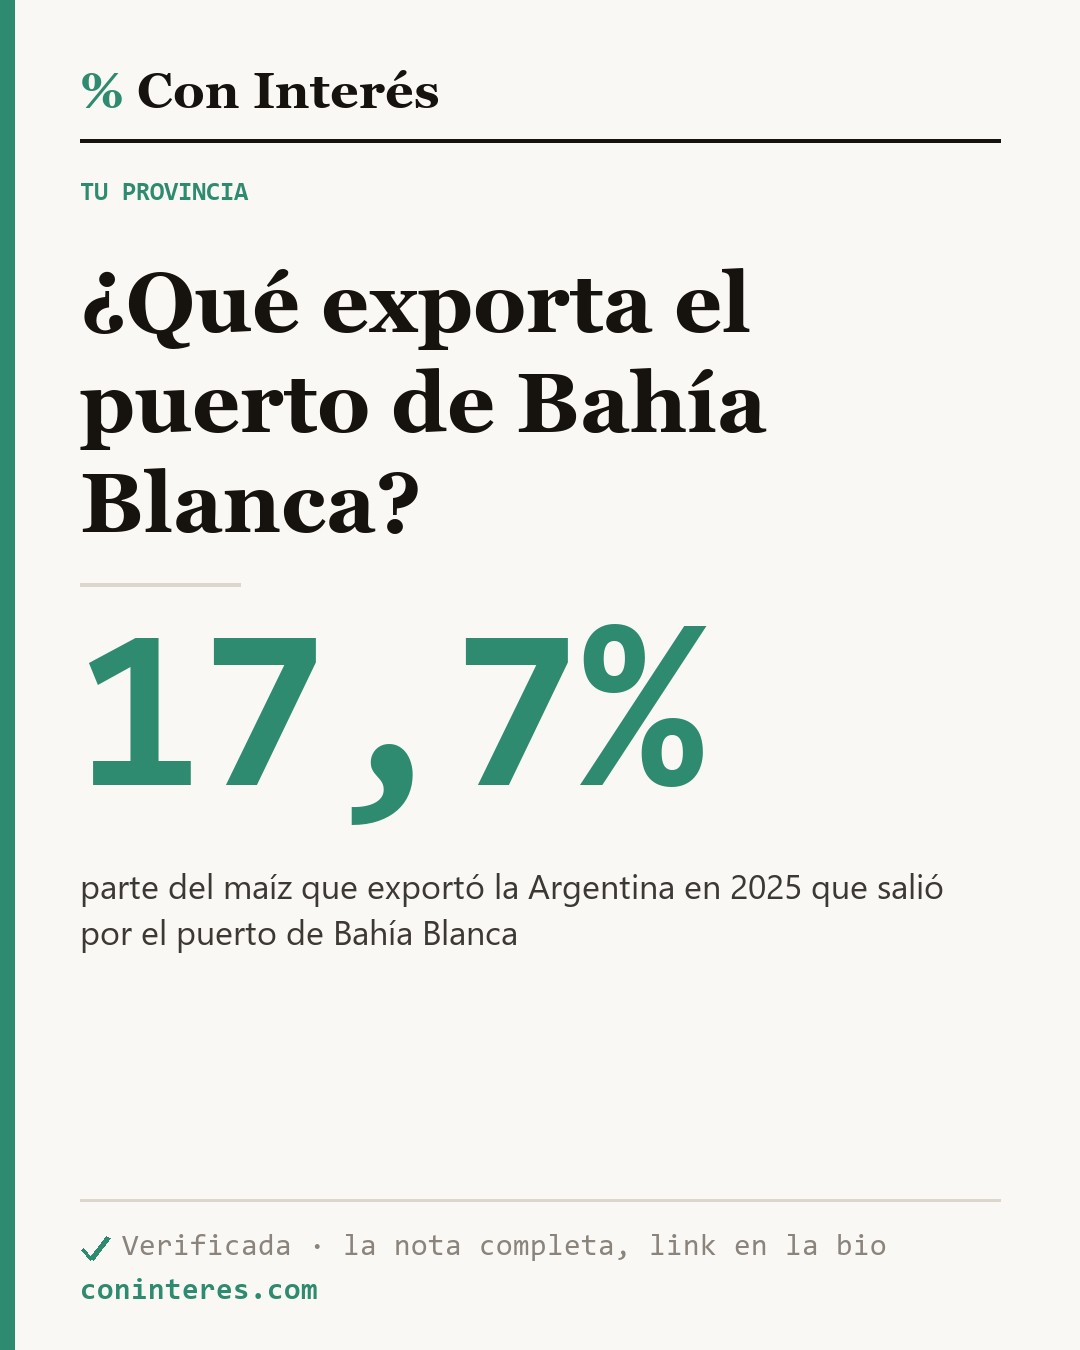 % Con Interés
TU PROVINCIA
¿Qué exporta el
puerto de Bahía
Blanca?
17,7%
parte del maíz que exportó la Argentina en 2025 que salió
por el puerto de Bahía Blanca
✓ Verificada · la nota completa, link en la bio
coninteres.com